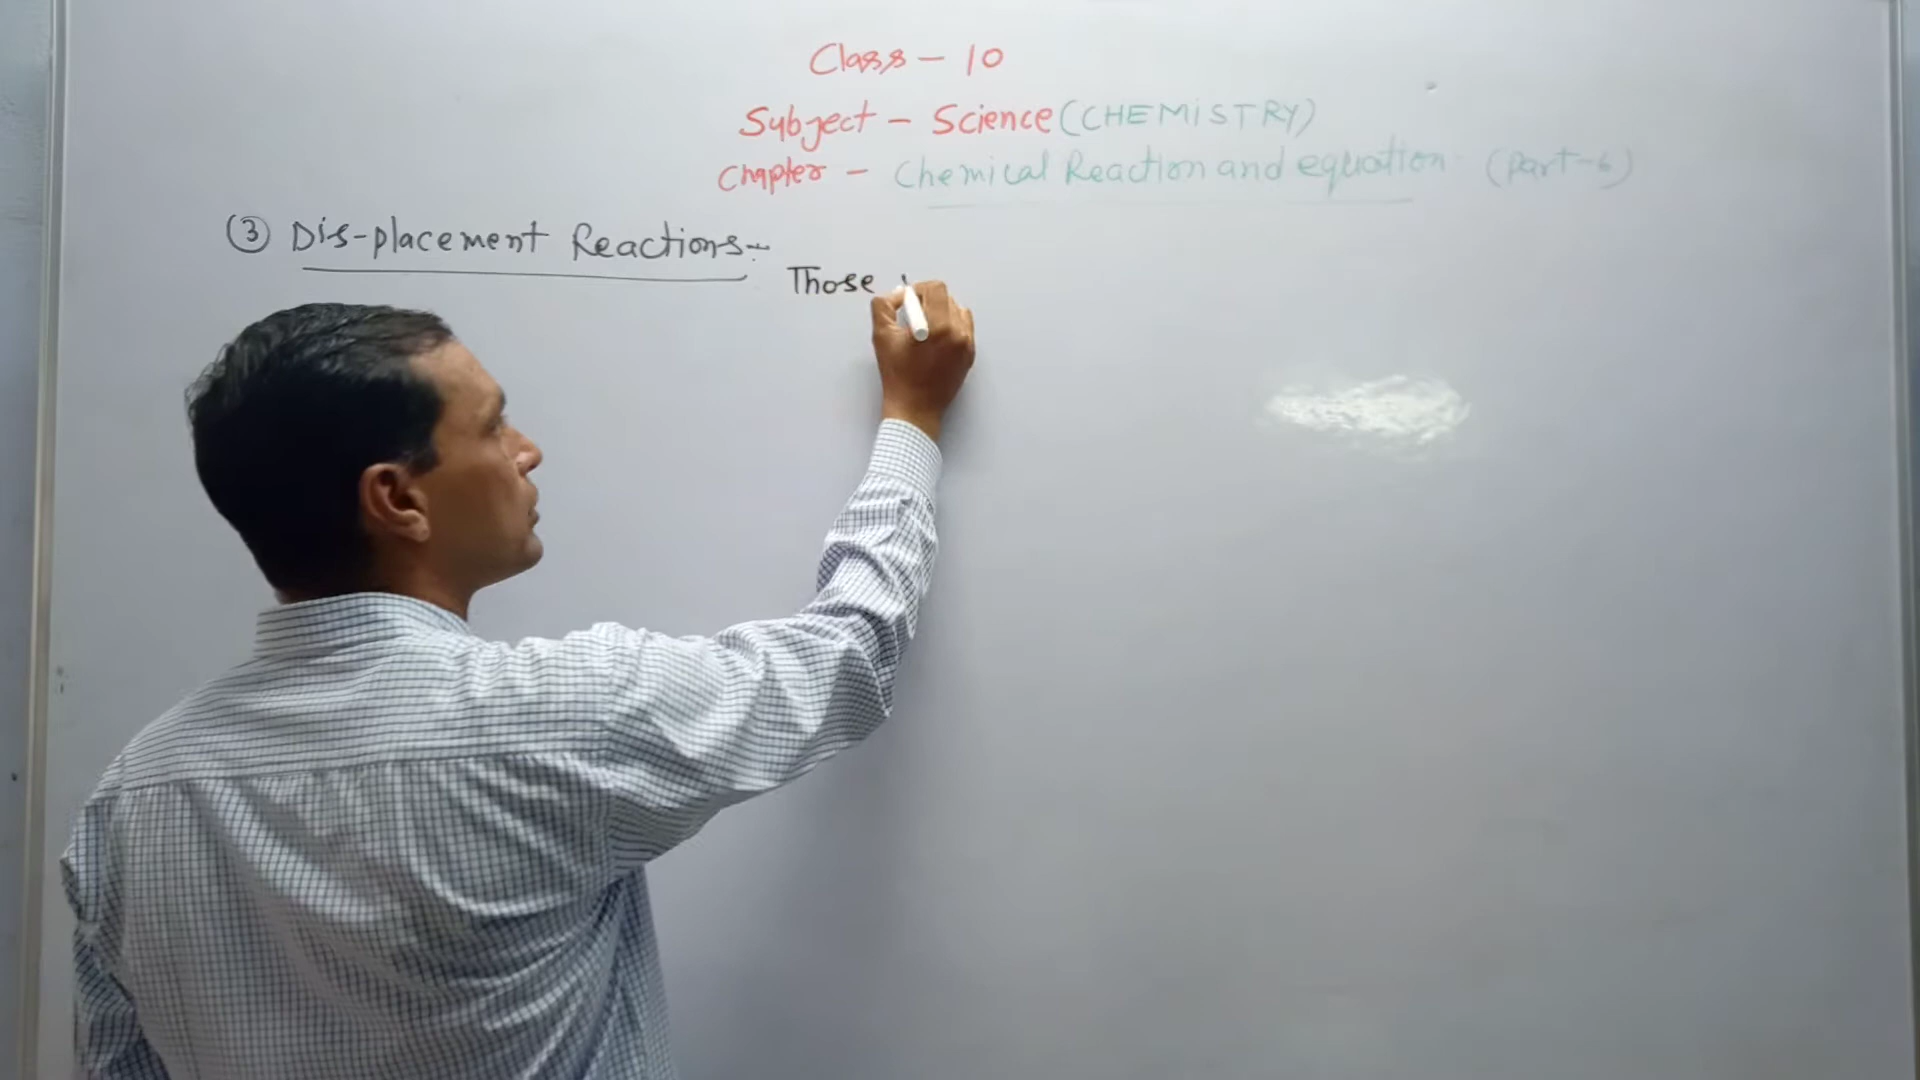 Class - 10
Subject - Science (CHEMISTRY)
Chapter - Chemical Reaction and equation (Part-6)
③ Dis-placement Reactions:-
Those